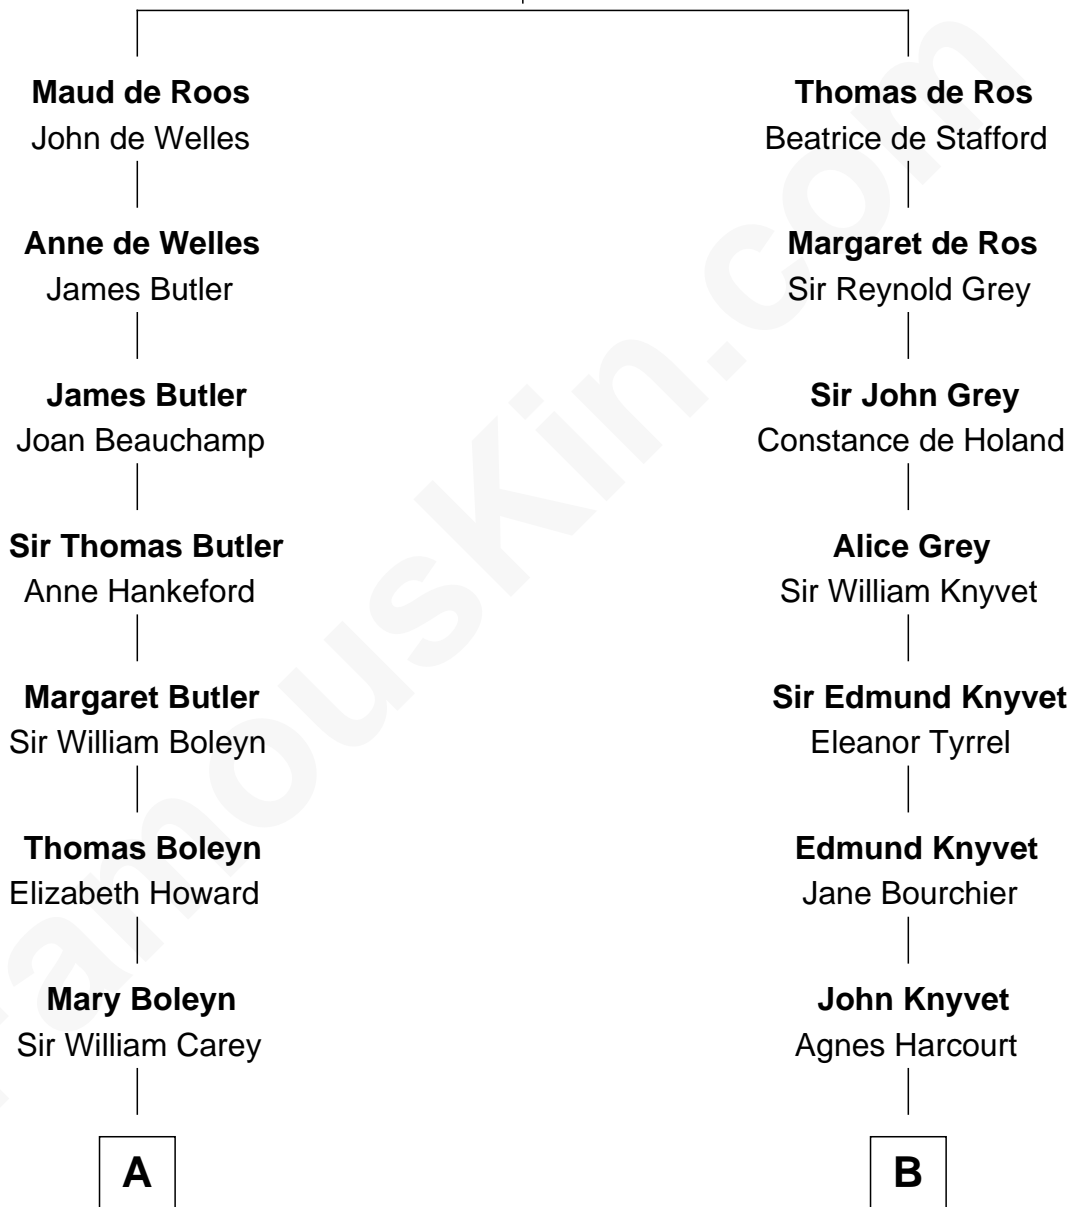 Maud de Roos
John de Welles
Thomas de Ros
Beatrice de Stafford
Anne de Welles
James Butler
Margaret de Ros
Sir Reynold Grey
James Butler
Joan Beauchamp
Sir John Grey
Constance de Holand
Sir Thomas Butler
Anne Hankeford
Alice Grey
Sir William Knyvet
Margaret Butler
Sir William Boleyn
Sir Edmund Knyvet
Eleanor Tyrrel
Thomas Boleyn
Elizabeth Howard
Edmund Knyvet
Jane Bourchier
Mary Boleyn
Sir William Carey
John Knyvet
Agnes Harcourt
A
B
FamousKin.com